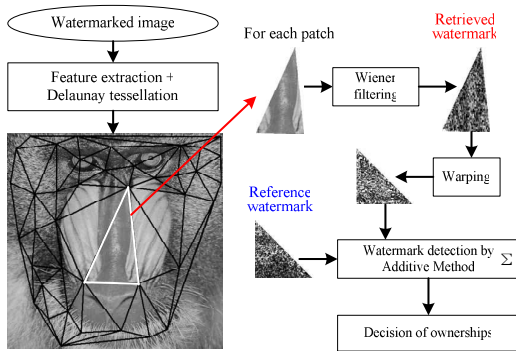 Watermarked image
Feature extraction +
Delaunay tessellation
For each patch
Wiener
filtering
Retrieved
watermark
Warping
Reference
watermark
Watermark detection by
Additive Method Σ
Decision of ownerships